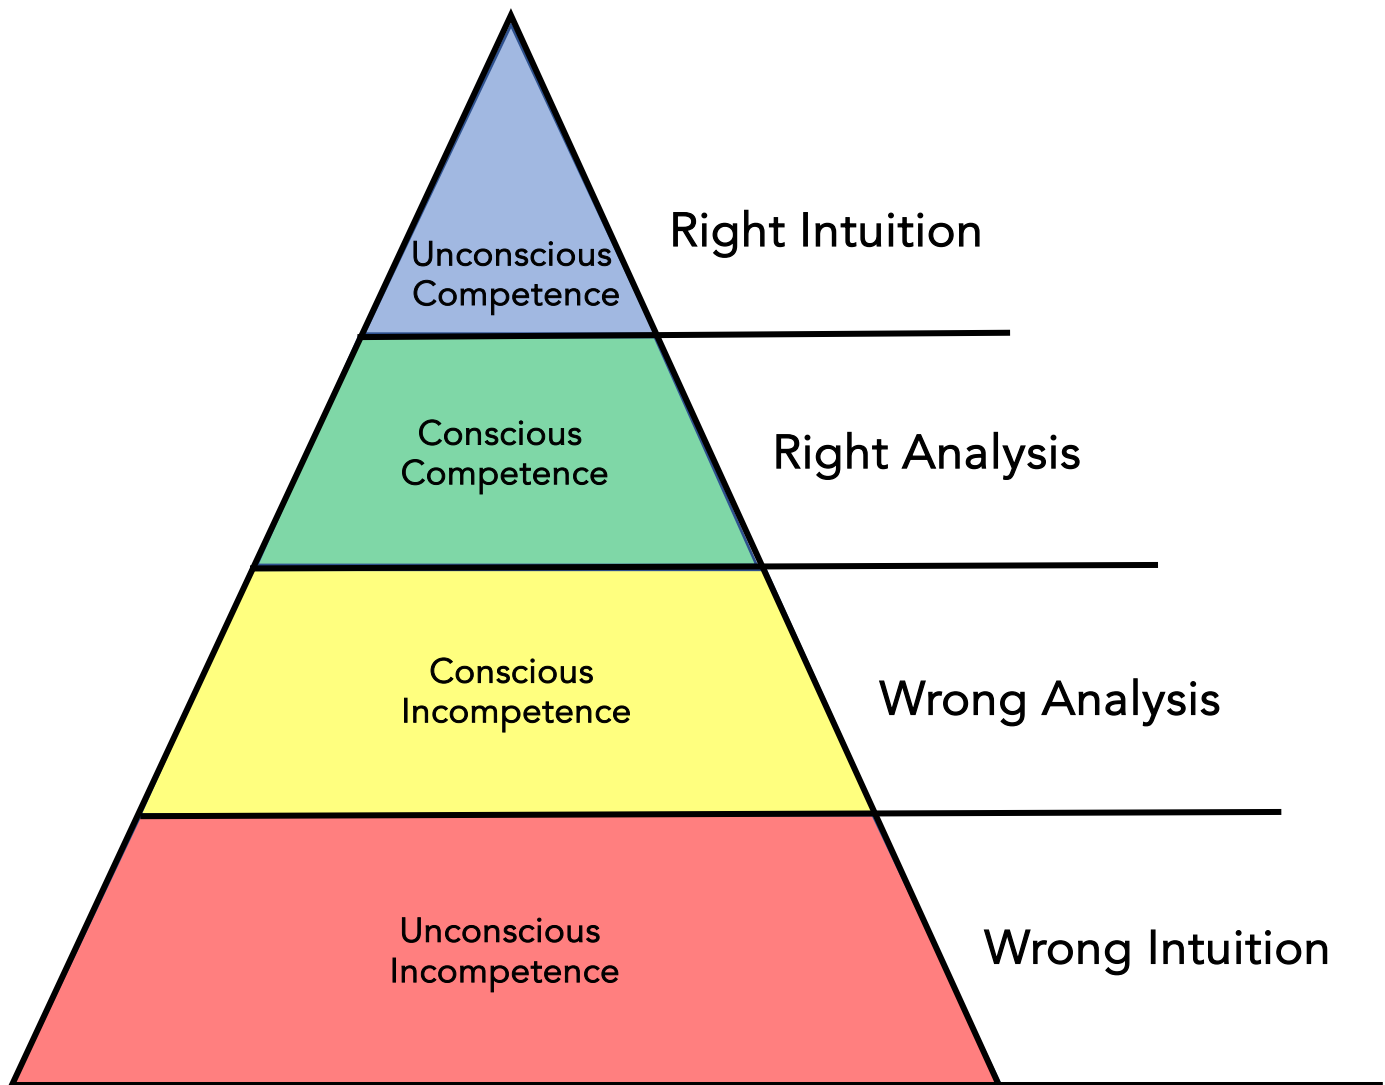 Right Intuition
Unconscious
Competence
Right Analysis
Conscious
Competence
Wrong Analysis
Conscious
Incompetence
Wrong Intuition
Unconscious
Incompetence